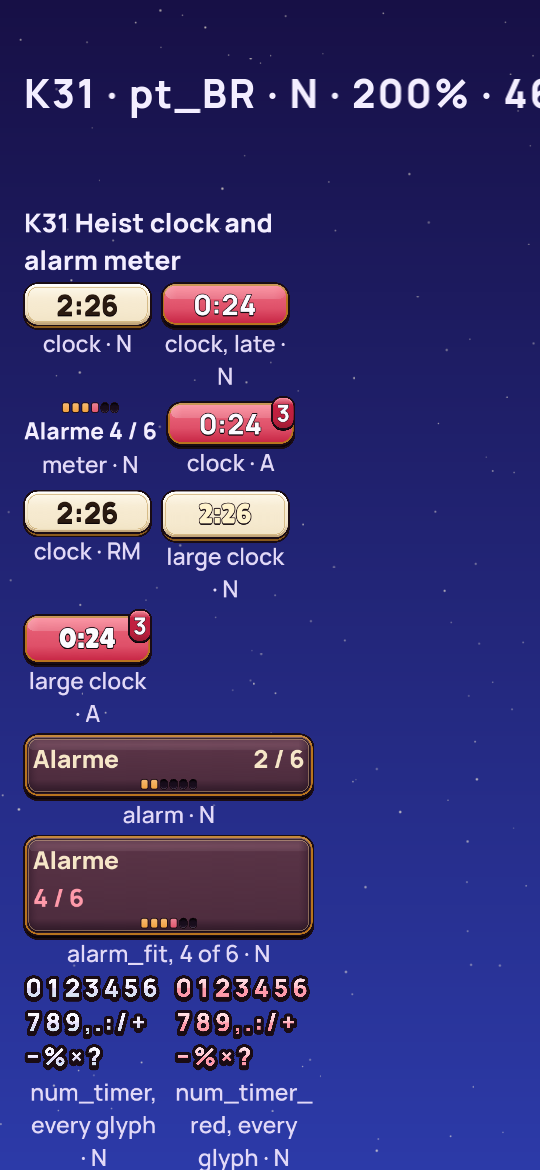 K31 · pt_BR · N · 200% · 46
K31 Heist clock and
alarm meter
2:26 0:24
clock · N clock, late ·
N
Alarme 4 / 6 0:24 3
meter · N clock · A
2:26 2:26
clock · RM large clock
· N
0:24 3
large clock
· A
Alarme 2 / 6
alarm · N
Alarme
4 / 6
alarm_fit, 4 of 6 · N
0123456 0123456
789,.:/+ 789,.:/+
-%×? -%×?
num_timer, num_timer_
every glyph red, every
· N glyph · N